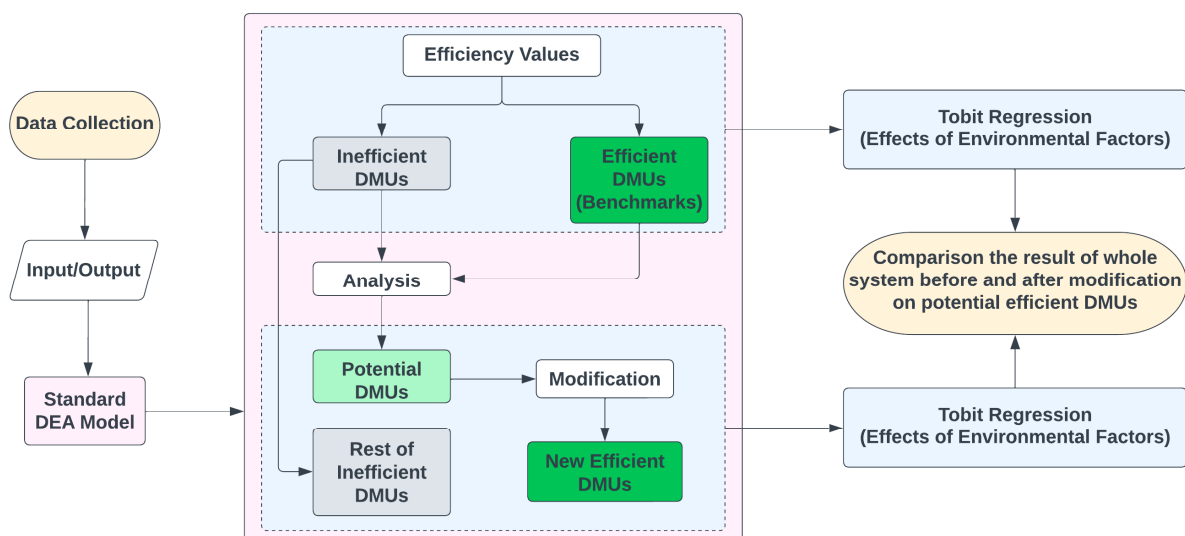 Data Collection
Input/Output
Standard
DEA Model
Efficiency Values
Inefficient
DMUs
Efficient
DMUs
(Benchmarks)
Analysis
Potential
DMUs
Modification
Rest of
Inefficient
DMUs
New Efficient
DMUs
Tobit Regression
(Effects of Environmental Factors)
Comparison the result of whole
system before and after modification
on potential efficient DMUs
Tobit Regression
(Effects of Environmental Factors)